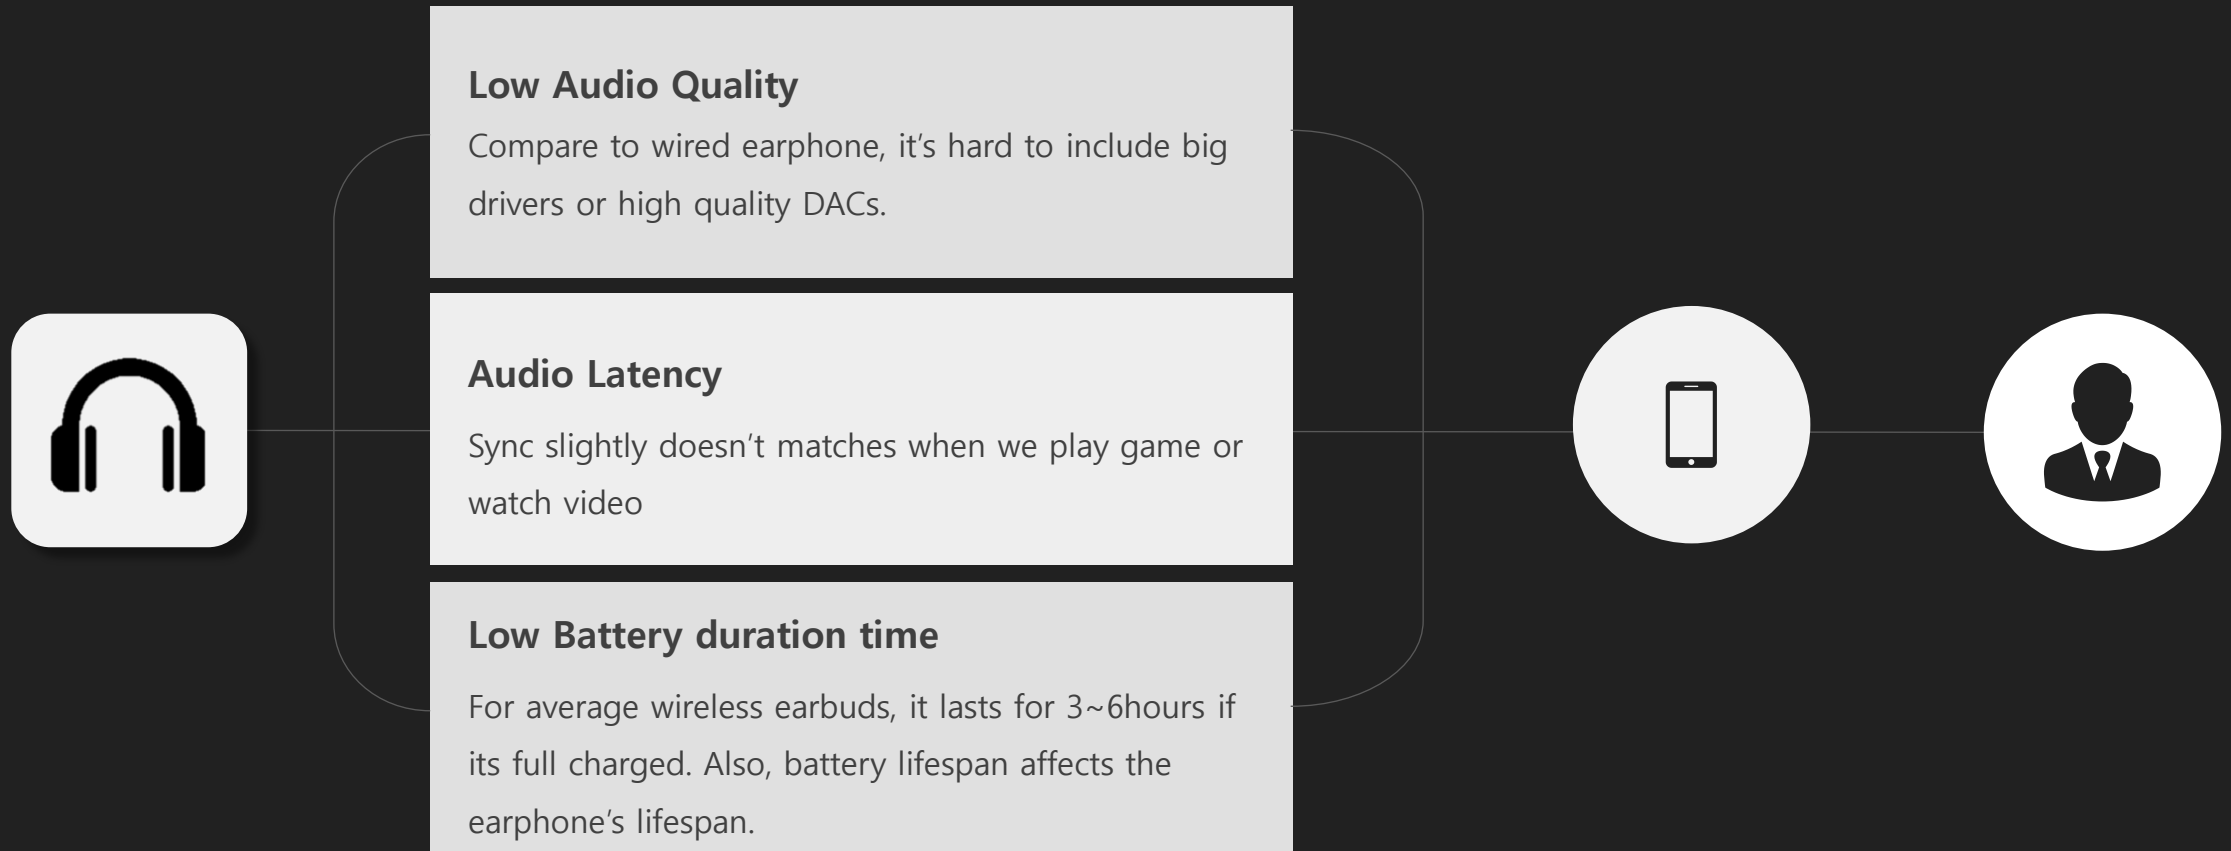 Low Audio Quality
Compare to wired earphone, it’s hard to include big
drivers or high quality DACs.
Audio Latency
Sync slightly doesn’t matches when we play game or
watch video
Low Battery duration time
For average wireless earbuds, it lasts for 3~6hours if
its full charged. Also, battery lifespan affects the
earphone’s lifespan.